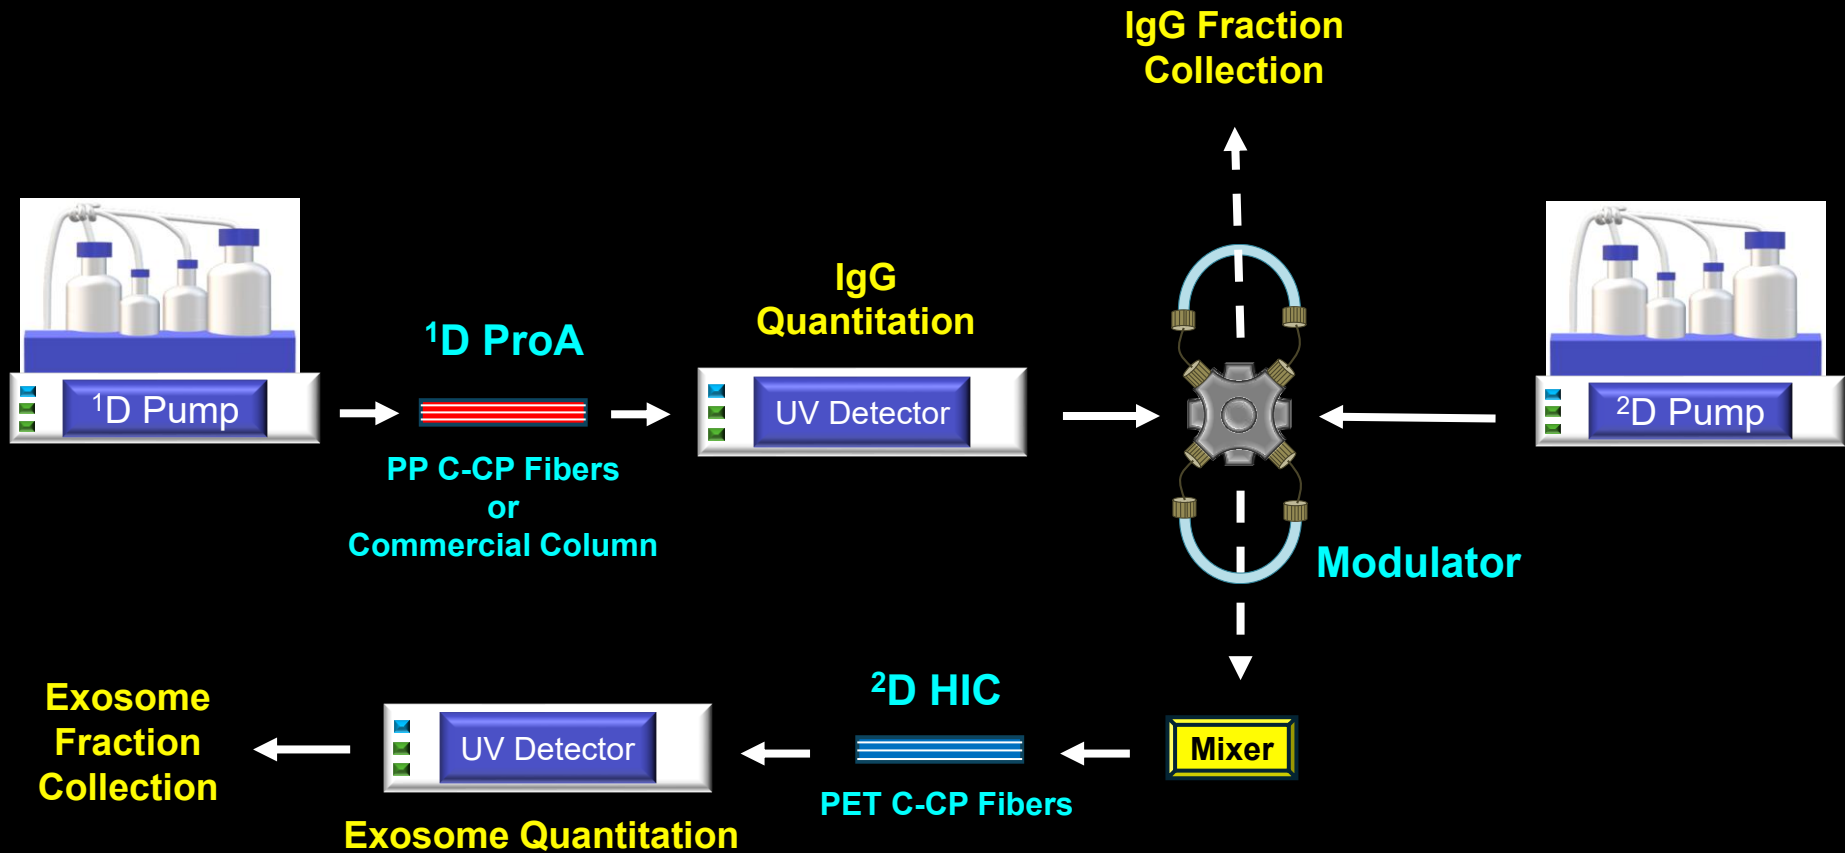 IgG Fraction
Collection
IgG
Quantitation
¹D ProA
¹D Pump
UV Detector
²D Pump
PP C-CP Fibers
or
Commercial Column
Modulator
Exosome
Fraction
Collection
UV Detector
²D HIC
Mixer
PET C-CP Fibers
Exosome Quantitation